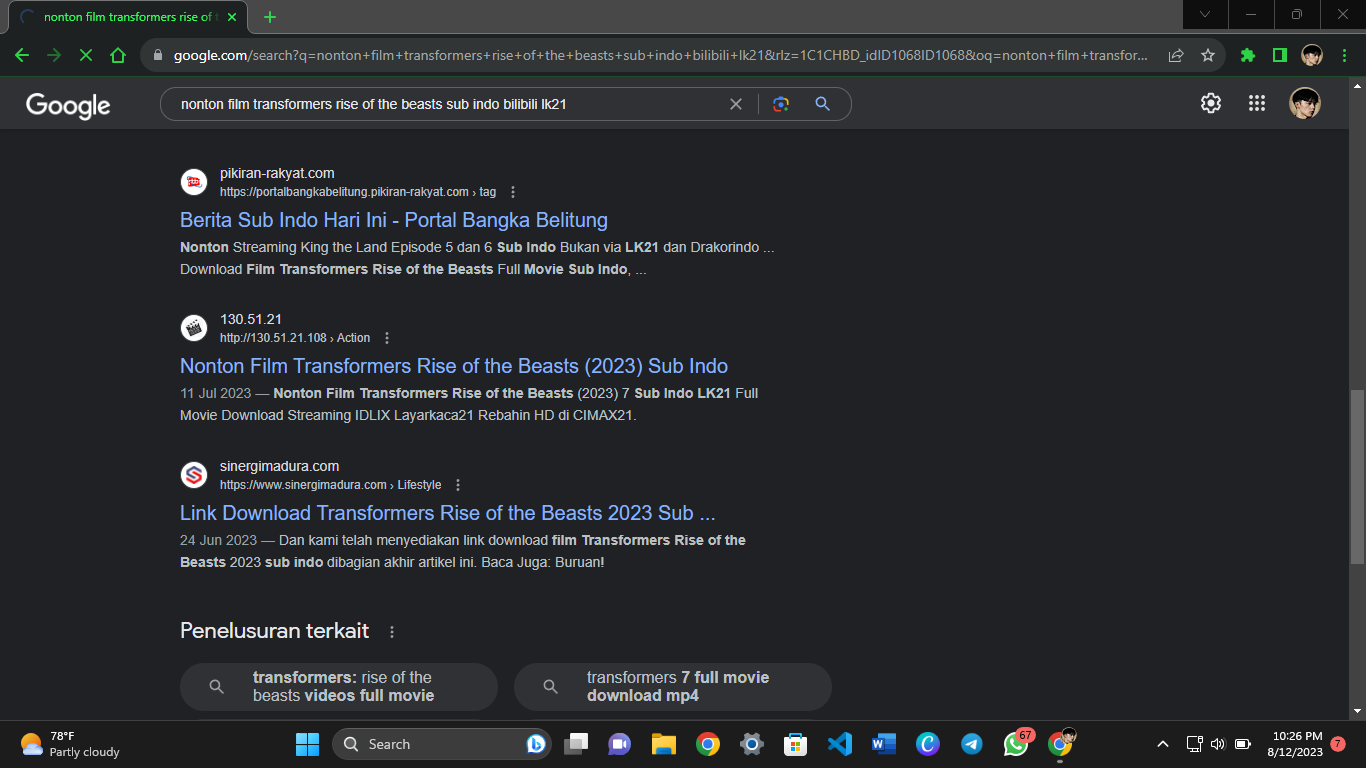 nonton film transformers rise of t
google.com/search?q=nonton+film+transformers+rise+of+the+beasts+sub+indo+bilibili+lk21&rlz=1C1CHBD_idID1068ID1068&oq=nonton+film+transfor...
Google
nonton film transformers rise of the beasts sub indo bilibili lk21
pikiran-rakyat.com
https://portalbangkabelitung.pikiran-rakyat.com › tag
Berita Sub Indo Hari Ini - Portal Bangka Belitung
Nonton Streaming King the Land Episode 5 dan 6 Sub Indo Bukan via LK21 dan Drakorindo ...
Download Film Transformers Rise of the Beasts Full Movie Sub Indo, ...
130.51.21
http://130.51.21.108 › Action
Nonton Film Transformers Rise of the Beasts (2023) Sub Indo
11 Jul 2023 — Nonton Film Transformers Rise of the Beasts (2023) 7 Sub Indo LK21 Full
Movie Download Streaming IDLIX Layarkaca21 Rebahin HD di CIMAX21.
sinergimadura.com
https://www.sinergimadura.com › Lifestyle
Link Download Transformers Rise of the Beasts 2023 Sub ...
24 Jun 2023 — Dan kami telah menyediakan link download film Transformers Rise of the
Beasts 2023 sub indo dibagian akhir artikel ini. Baca Juga: Buruan!
Penelusuran terkait
transformers: rise of the
beasts videos full movie
transformers 7 full movie
download mp4
78°F
Partly cloudy
Search
67
10:26 PM
8/12/2023
7